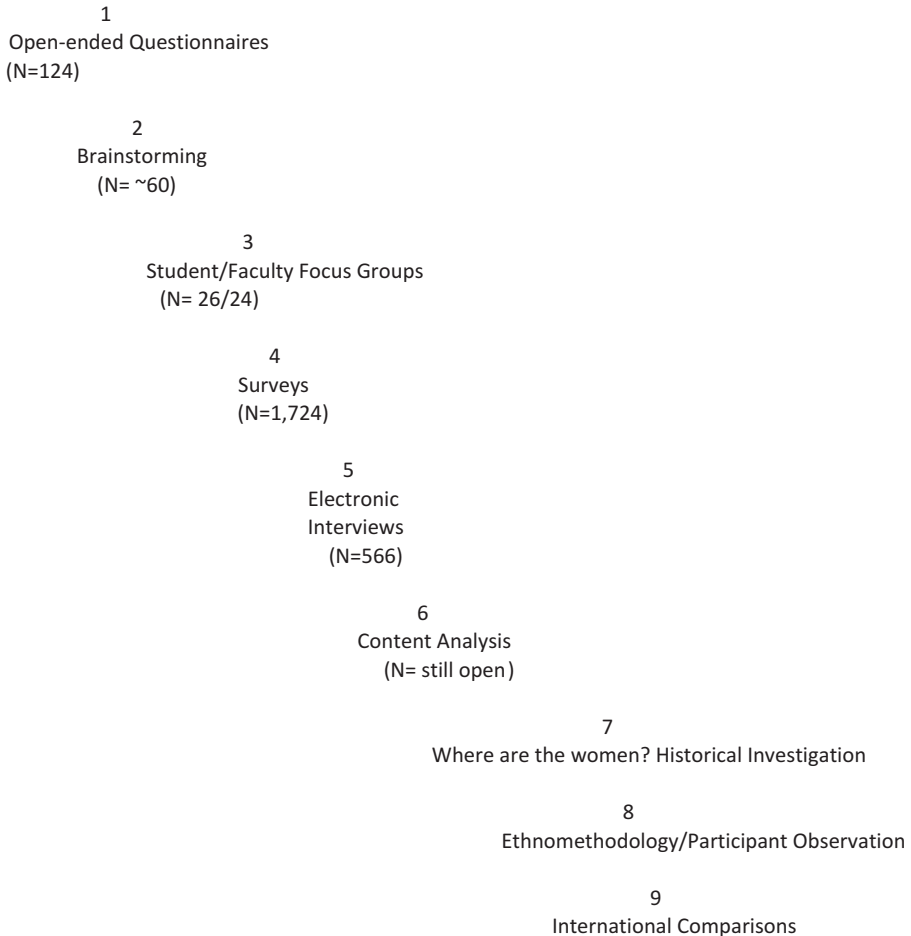 1
Open-ended Questionnaires
(N=124)
2
Brainstorming
(N= ~60)
3
Student/Faculty Focus Groups
(N= 26/24)
4
Surveys
(N=1,724)
5
Electronic
Interviews
(N=566)
6
Content Analysis
(N= still open)
7
Where are the women? Historical Investigation
8
Ethnomethodology/Participant Observation
9
International Comparisons